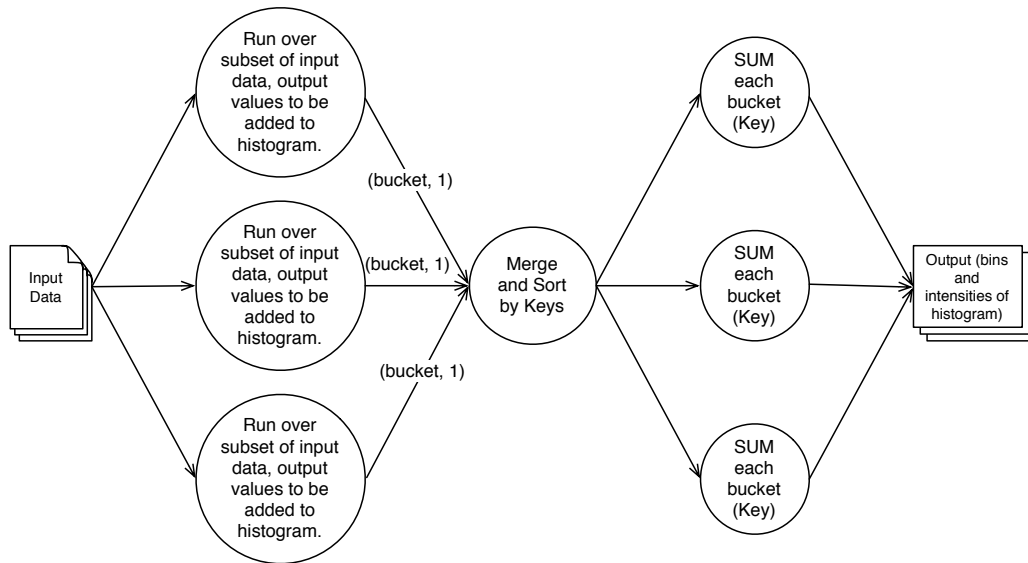 Input
Data
Run over
subset of input
data, output
values to be
added to
histogram.
Run over
subset of input
data, output
values to be
added to
histogram.
Run over
subset of input
data, output
values to be
added to
histogram.
(bucket, 1)
(bucket, 1)
(bucket, 1)
Merge
and Sort
by Keys
SUM
each
bucket
(Key)
SUM
each
bucket
(Key)
SUM
each
bucket
(Key)
Output (bins
and
intensities of
histogram)